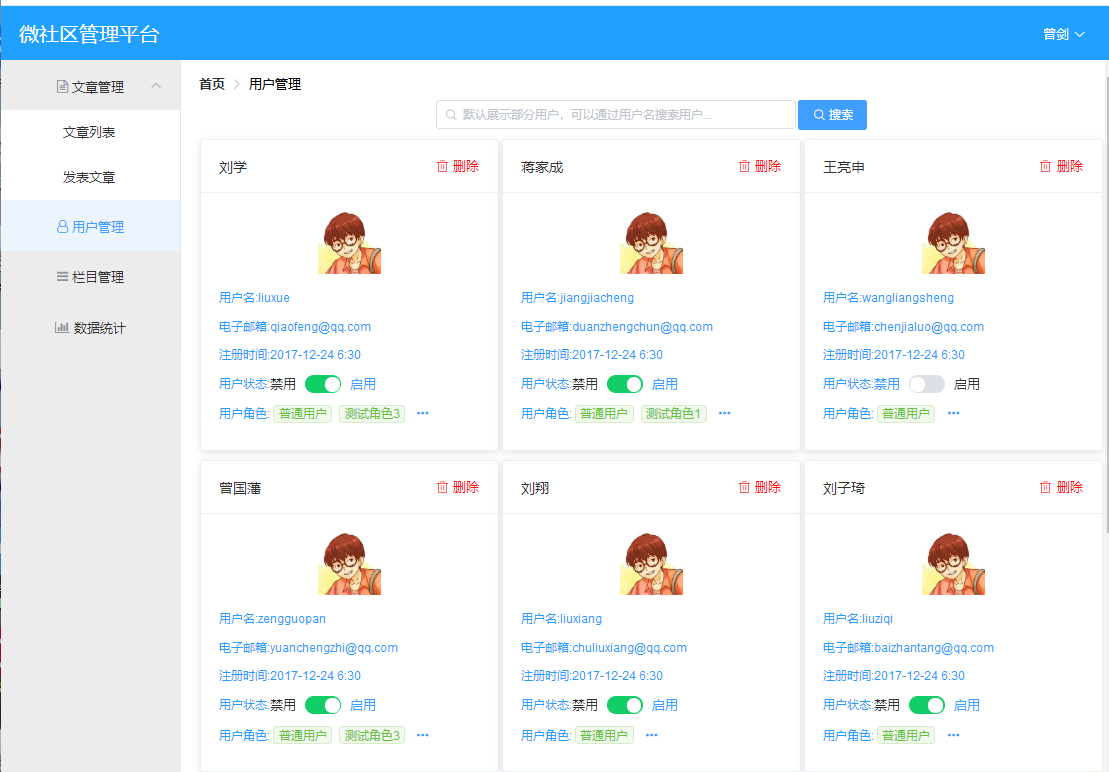 微社区管理平台
曾剑
文章管理
文章列表
发表文章
用户管理
栏目管理
数据统计
首页 用户管理
默认展示部分用户，可以通过用户名搜索用户...
搜索
刘学 删除
用户名:liuxue
电子邮箱:qiaofeng@qq.com
注册时间:2017-12-24 6:30
用户状态:禁用 启用
用户角色: 普通用户 测试角色3 •••
蒋家成 删除
用户名:jiangjiacheng
电子邮箱:duanzhengchun@qq.com
注册时间:2017-12-24 6:30
用户状态:禁用 启用
用户角色: 普通用户 测试角色1 •••
王亮申 删除
用户名:wangliangsheng
电子邮箱:chenjialuo@qq.com
注册时间:2017-12-24 6:30
用户状态:禁用 启用
用户角色: 普通用户 •••
曾国藩 删除
用户名:zengguopan
电子邮箱:yuanchengzhi@qq.com
注册时间:2017-12-24 6:30
用户状态:禁用 启用
用户角色: 普通用户 测试角色3 •••
刘翔 删除
用户名:liuxiang
电子邮箱:chuliuxiang@qq.com
注册时间:2017-12-24 6:30
用户状态:禁用 启用
用户角色: 普通用户 •••
刘子琦 删除
用户名:liuziqi
电子邮箱:baizhantang@qq.com
注册时间:2017-12-24 6:30
用户状态:禁用 启用
用户角色: 普通用户 •••